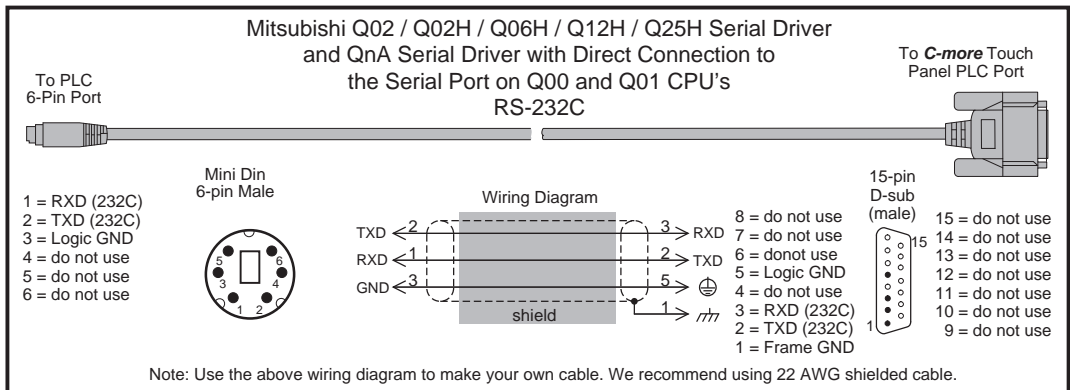 Mitsubishi Q02 / Q02H / Q06H / Q12H / Q25H Serial Driver
and QnA Serial Driver with Direct Connection to
the Serial Port on Q00 and Q01 CPU's
RS-232C
To PLC
6-Pin Port
To C-more Touch
Panel PLC Port
1 = RXD (232C)
2 = TXD (232C)
3 = Logic GND
4 = do not use
5 = do not use
6 = do not use
Mini Din
6-pin Male
5 6
3 4
1 2
Wiring Diagram
TXD 2 3 RXD
RXD 1 2 TXD
GND 3 5
1
shield
8 = do not use
7 = do not use
6 = donot use
5 = Logic GND
4 = do not use
3 = RXD (232C)
2 = TXD (232C)
1 = Frame GND
15-pin
D-sub
(male)
15
1
15 = do not use
14 = do not use
13 = do not use
12 = do not use
11 = do not use
10 = do not use
9 = do not use
Note: Use the above wiring diagram to make your own cable. We recommend using 22 AWG shielded cable.